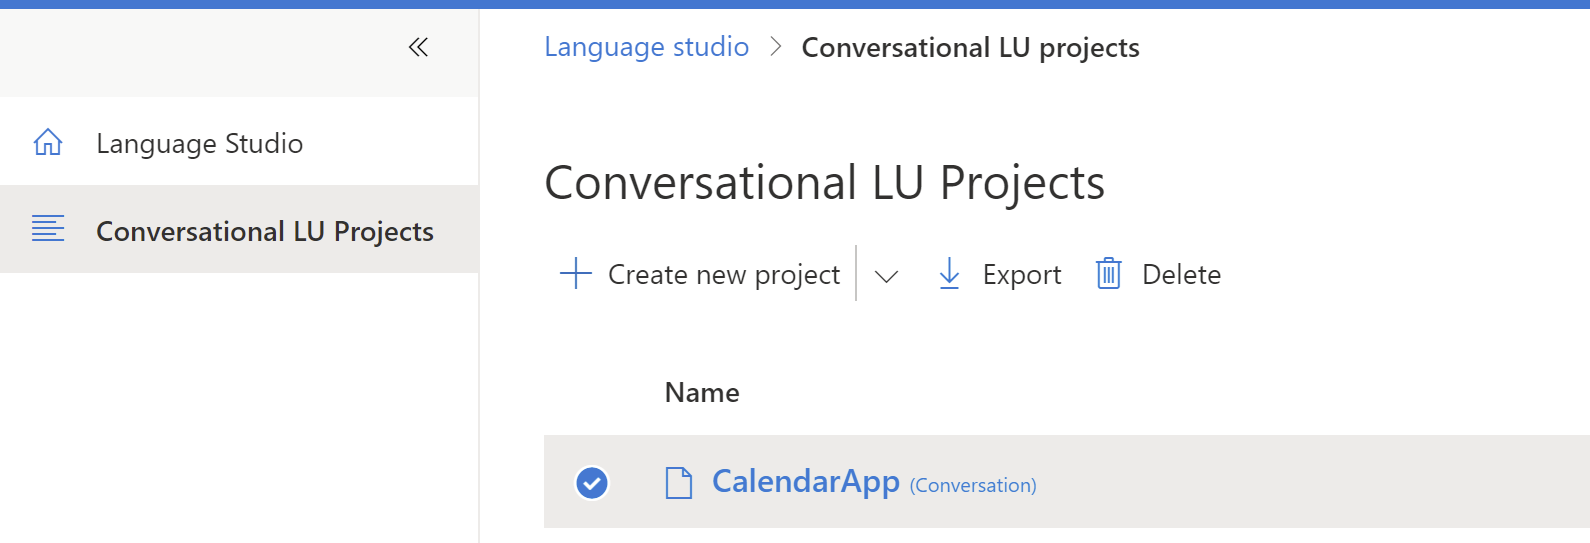 Language studio > Conversational LU projects
Language Studio
Conversational LU Projects
Conversational LU Projects
Create new project
Export
Delete
Name
CalendarApp (Conversation)